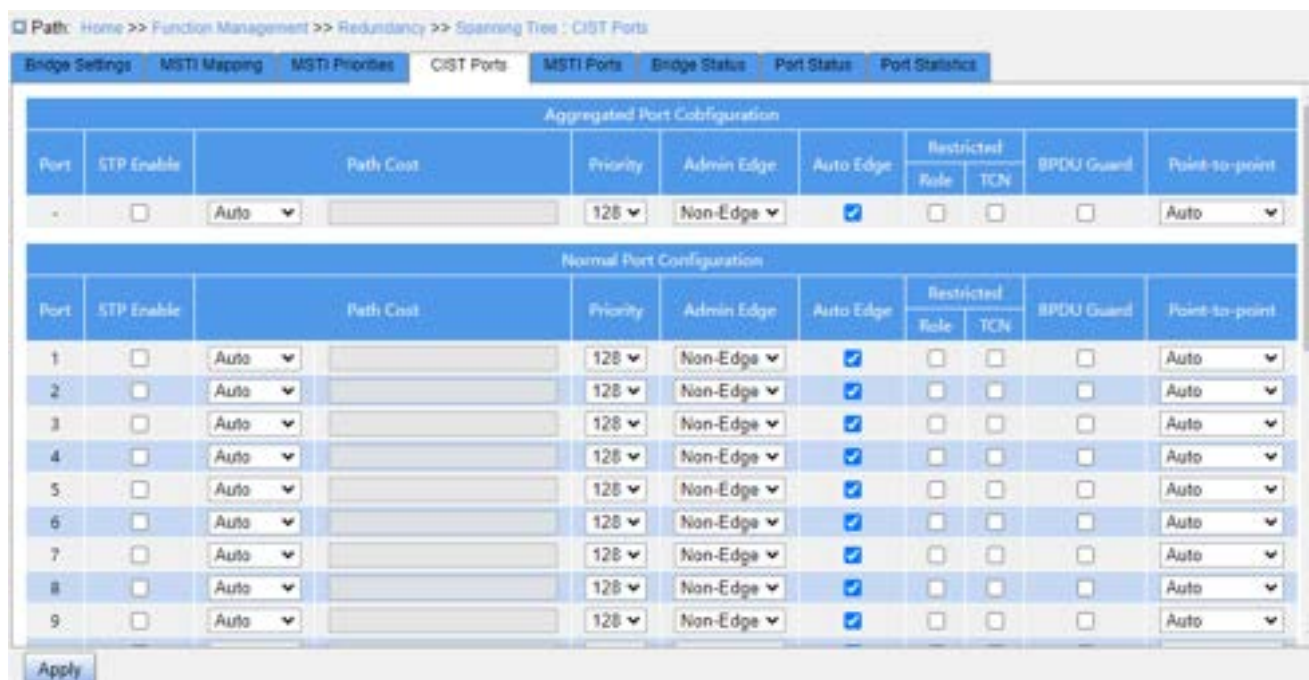 Path: Home >> Function Management >> Redundancy >> Spanning Tree : CIST Ports
Bridge Settings MSTI Mapping MSTI Priorities CIST Ports MSTI Ports Bridge Status Port Status Port Statistics
Aggregated Port Cobfiguration
Port STP Enable Path Cost Priority Admin Edge Auto Edge Restricted BPDU Guard Point-to-point
Role TCN
- Auto 128 Non-Edge Auto
Normal Port Configuration
Port STP Enable Path Cost Priority Admin Edge Auto Edge Restricted BPDU Guard Point-to-point
Role TCN
1 Auto 128 Non-Edge Auto
2 Auto 128 Non-Edge Auto
3 Auto 128 Non-Edge Auto
4 Auto 128 Non-Edge Auto
5 Auto 128 Non-Edge Auto
6 Auto 128 Non-Edge Auto
7 Auto 128 Non-Edge Auto
8 Auto 128 Non-Edge Auto
9 Auto 128 Non-Edge Auto
Apply